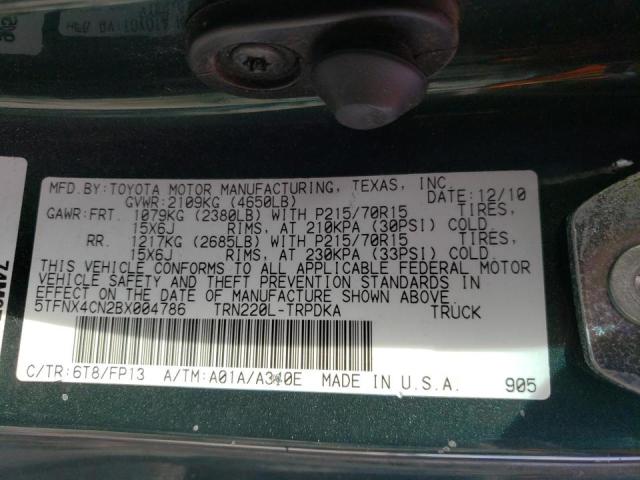 MFD.BY:TOYOTA MOTOR MANUFACTURING, TEXAS, INC.
GVWR:2109KG (4650LB) DATE: 12/10
GAWR:FRT. 1079KG (2380LB) WITH P215/70R15 TIRES,
15X6J RIMS, AT 210KPA (30PSI) COLD
RR. 1217KG (2685LB) WITH P215/70R15 TIRES,
15X6J RIMS, AT 230KPA (33PSI) COLD
THIS VEHICLE CONFORMS TO ALL APPLICABLE FEDERAL MOTOR
VEHICLE SAFETY AND THEFT PREVENTION STANDARDS IN
EFFECT ON THE DATE OF MANUFACTURE SHOWN ABOVE.
5TFNX4CN2BX004786 TRN220L-TRPDKA TRUCK
C/TR:6T8/FP13 A/TM:A01A/A340E MADE IN U.S.A. 905